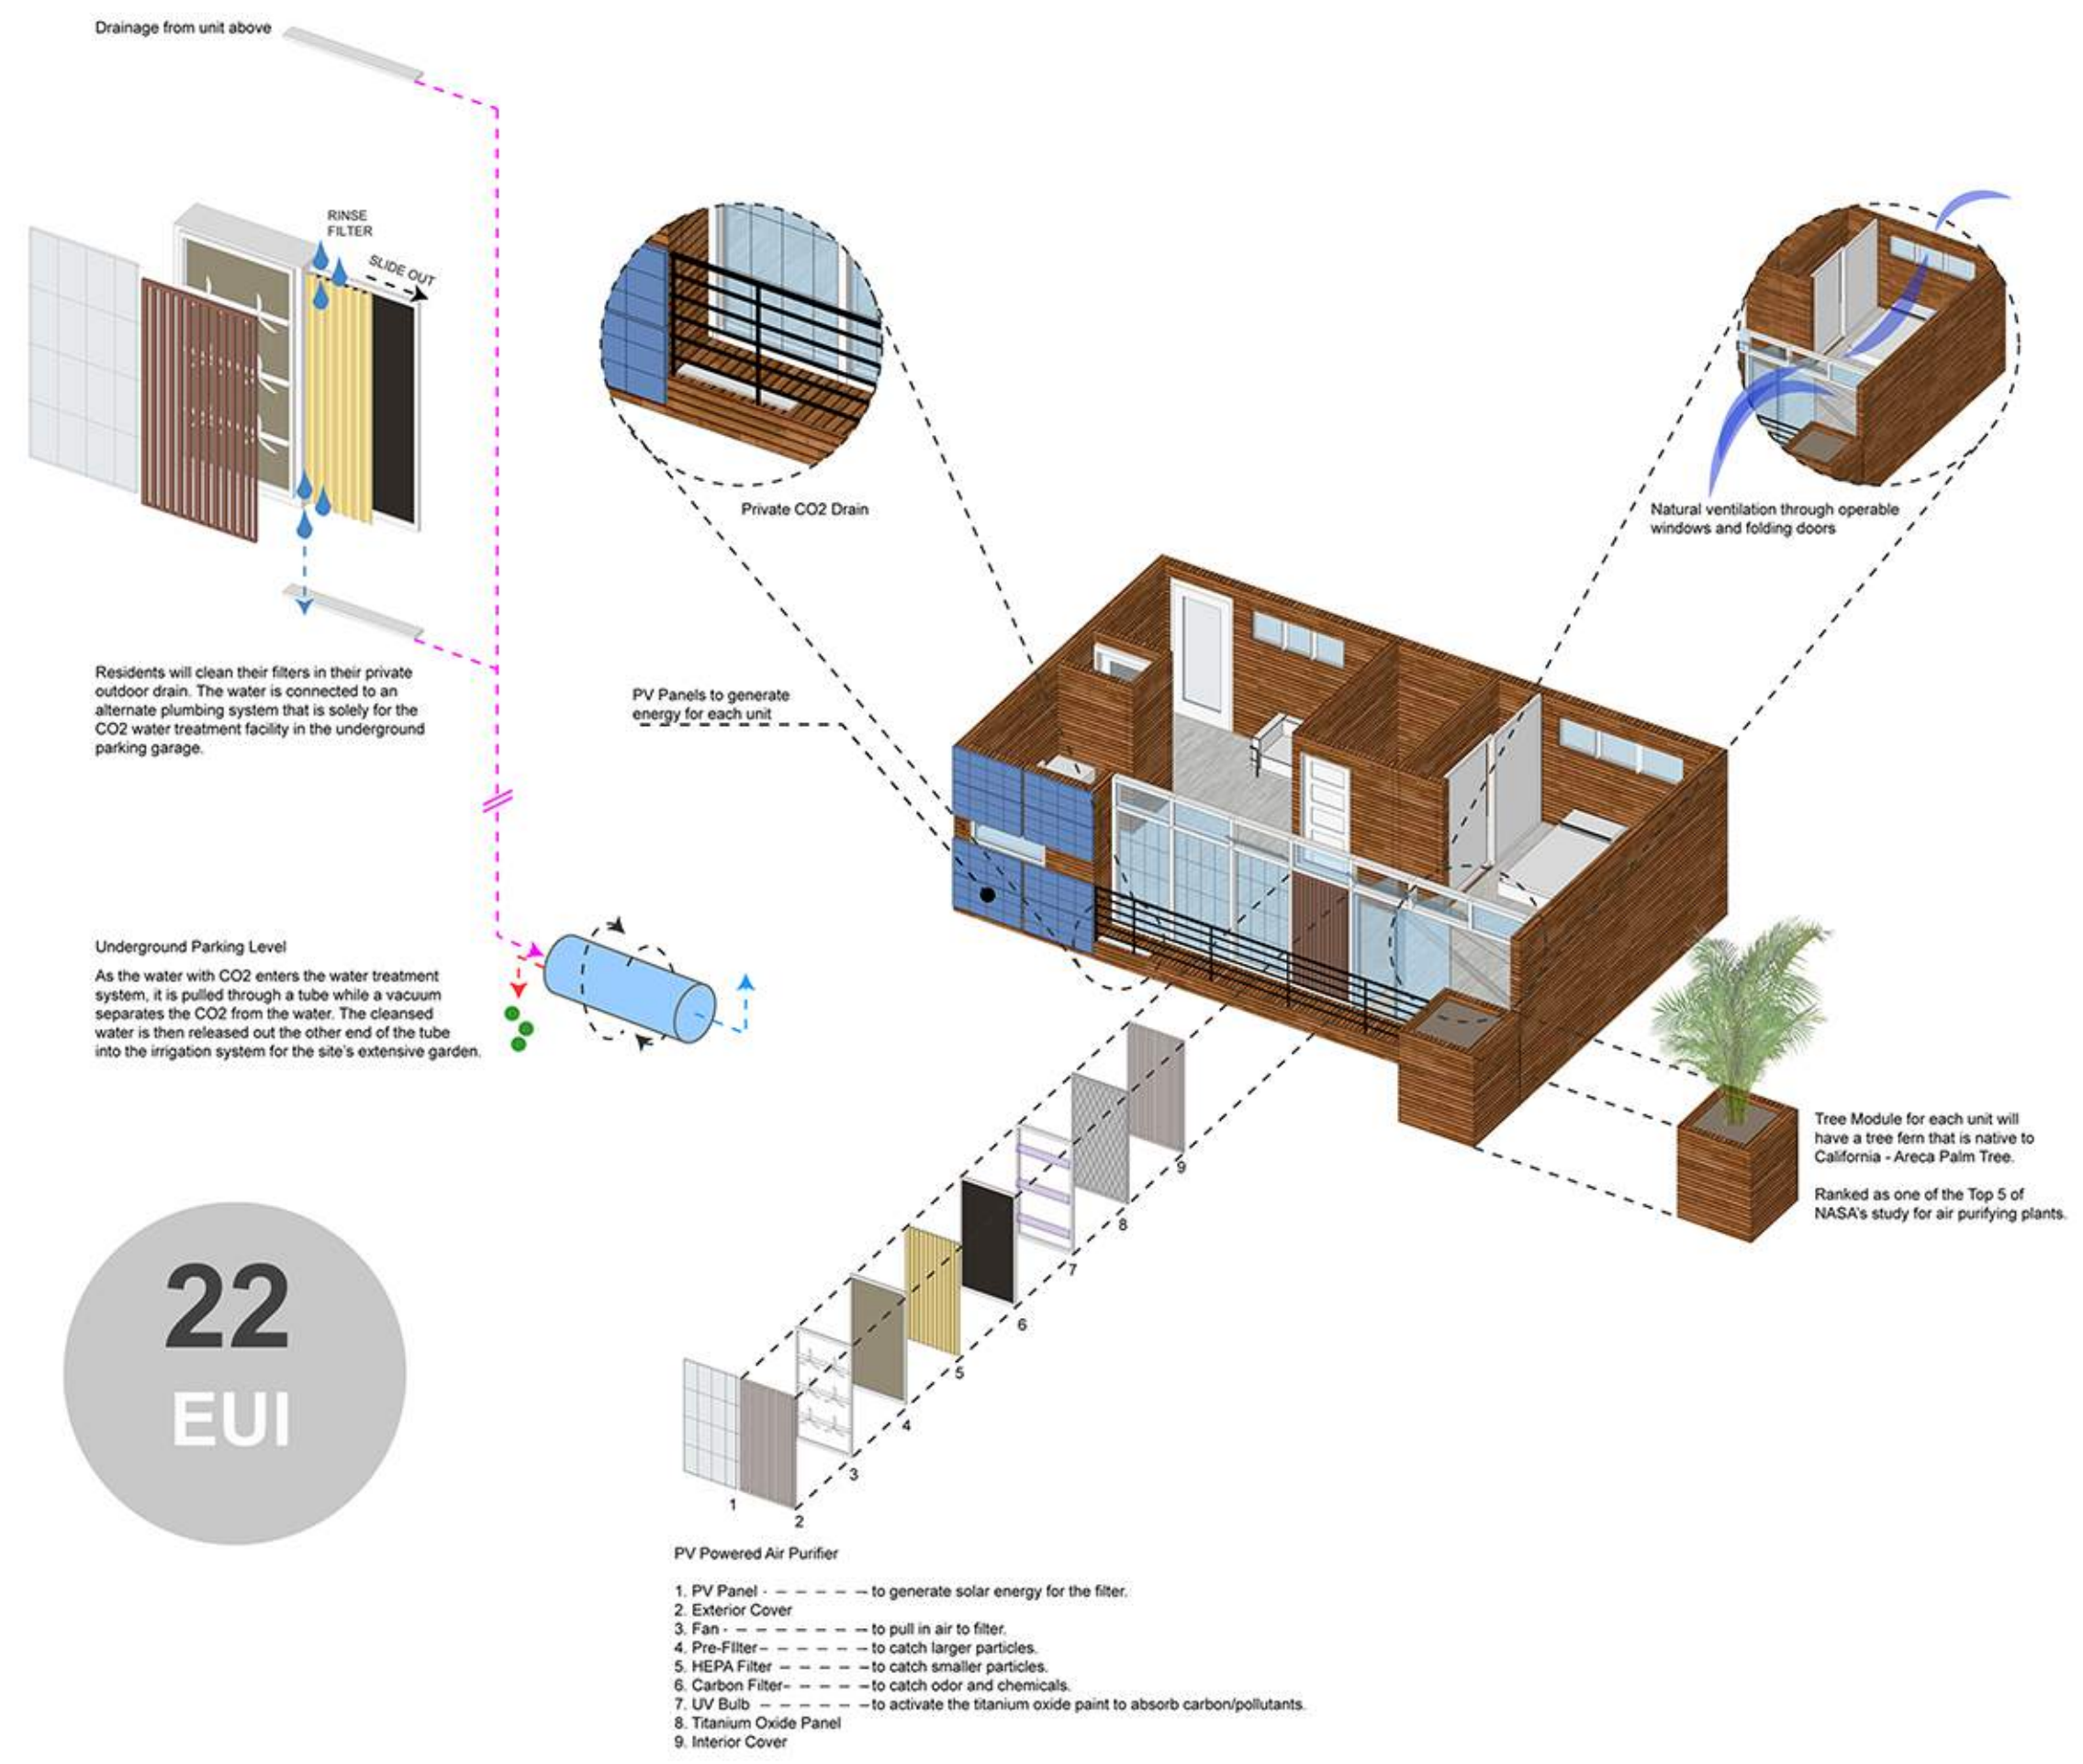 Drainage from unit above
RINSE
FILTER
SLIDE OUT
Residents will clean their filters in their private
outdoor drain. The water is connected to an
alternate plumbing system that is solely for the
CO2 water treatment facility in the underground
parking garage.
Underground Parking Level
As the water with CO2 enters the water treatment
system, it is pulled through a tube while a vacuum
separates the CO2 from the water. The cleansed
water is then released out the other end of the tube
into the irrigation system for the site's extensive garden.
22
EUI
Private CO2 Drain
PV Panels to generate
energy for each unit
Natural ventilation through operable
windows and folding doors
Tree Module for each unit will
have a tree fern that is native to
California - Areca Palm Tree.
Ranked as one of the Top 5 of
NASA's study for air purifying plants.
9
8
7
6
5
4
3
1
2
PV Powered Air Purifier
1. PV Panel - - - - - - - to generate solar energy for the filter.
2. Exterior Cover
3. Fan - - - - - - - - to pull in air to filter.
4. Pre-FIlter - - - - - - to catch larger particles.
5. HEPA Filter - - - - - to catch smaller particles.
6. Carbon Filter - - - - - to catch odor and chemicals.
7. UV Bulb - - - - - - to activate the titanium oxide paint to absorb carbon/pollutants.
8. Titanium Oxide Panel
9. Interior Cover